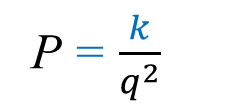 P = k/q²